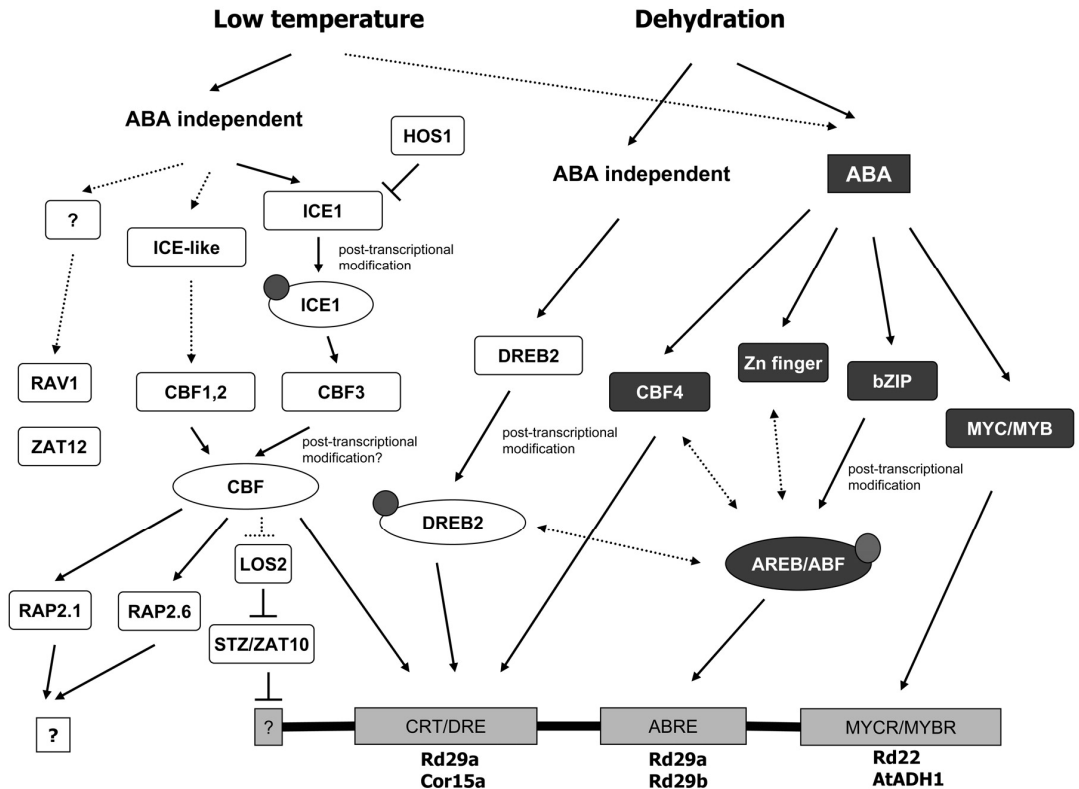 Low temperature
Dehydration
ABA independent
HOS1
ABA independent
ABA
?
ICE-like
ICE1
post-transcriptional
modification
ICE1
DREB2
Zn finger
RAV1
CBF1,2
CBF3
CBF4
bZIP
ZAT12
MYC/MYB
post-transcriptional
modification?
post-transcriptional
modification
post-transcriptional
modification
CBF
DREB2
LOS2
AREB/ABF
RAP2.1
RAP2.6
STZ/ZAT10
?
?
CRT/DRE
ABRE
MYCR/MYBR
Rd29a
Cor15a
Rd29a
Rd29b
Rd22
AtADH1